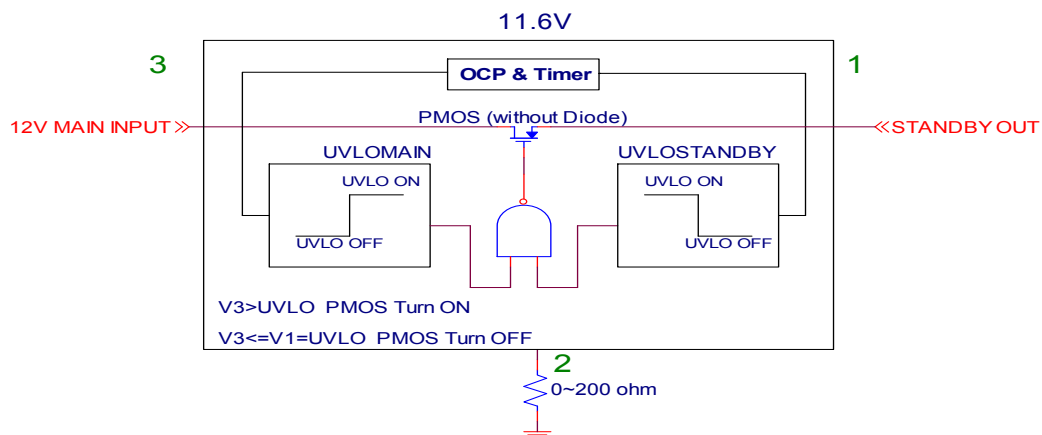 11.6V
3
1
OCP & Timer
12V MAIN INPUT
PMOS (without Diode)
STANDBY OUT
UVLOMAIN
UVLOSTANDBY
UVLO ON
UVLO ON
UVLO OFF
UVLO OFF
V3>UVLO PMOS Turn ON
V3<=V1=UVLO PMOS Turn OFF
2
0~200 ohm